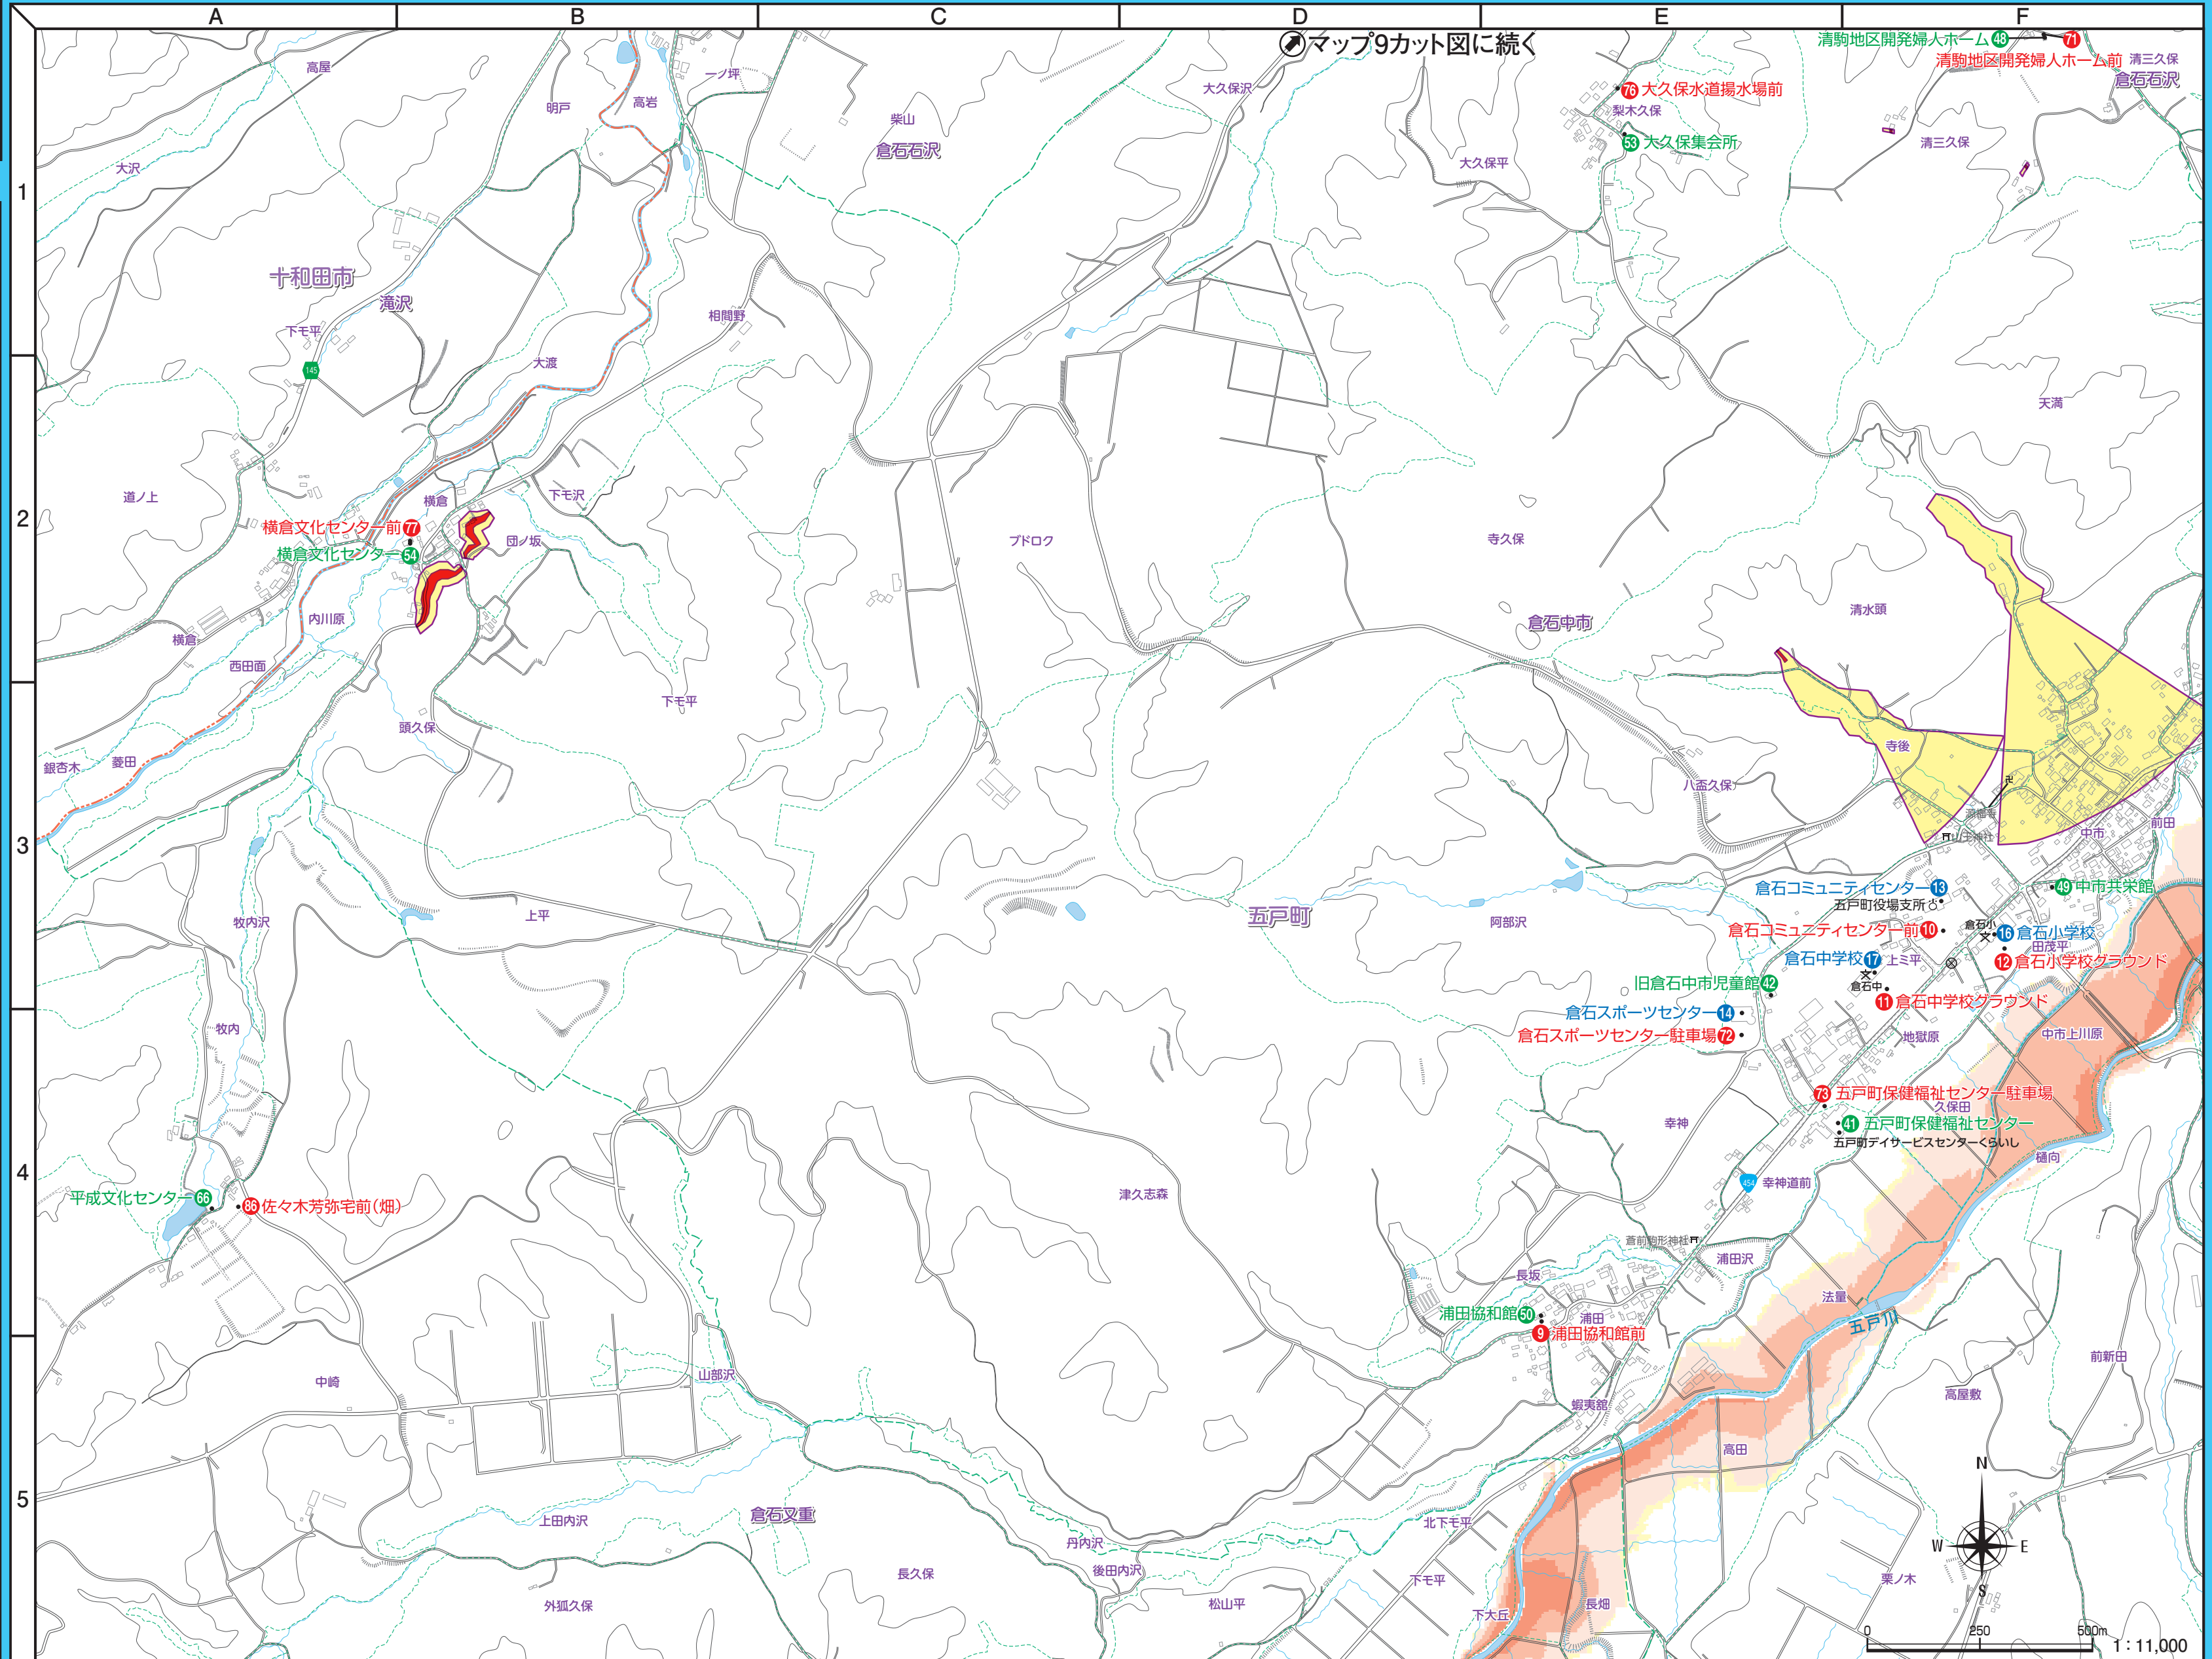 A
B
C
D
E
F
1
2
3
4
5
マップ9カット図に続く
清駒地区開発婦人ホーム 48
71
清駒地区開発婦人ホーム前
清三久保
倉石石沢
高屋
一ノ坪
明戸
高岩
大久保沢
76 大久保水道揚水場前
梨木久保
柴山
倉石石沢
53 大久保集会所
清三久保
大沢
大久保平
十和田市
滝沢
下モ平
相間野
145
大渡
天満
道ノ上
横倉
下モ沢
横倉文化センター前 77
横倉文化センター 54
団ノ坂
ブドロク
寺久保
清水頭
内川原
倉石中市
横倉
西田面
下モ平
頭久保
寺後
銀杏木
菱田
八盃久保
山王神社
中市
前田
倉石コミュニティセンター 13
49 中市共栄館
五戸町役場支所
牧内沢
上平
五戸町
阿部沢
倉石コミュニティセンター前 10
倉石小
16 倉石小学校
田茂平
倉石中学校 17
上ミ平
12 倉石小学校グラウンド
旧倉石中市児童館 42
倉石中
11 倉石中学校グラウンド
倉石スポーツセンター 14
牧内
倉石スポーツセンター駐車場 72
地獄原
中市上川原
73 五戸町保健福祉センター駐車場
久保田
幸神
41 五戸町保健福祉センター
五戸町デイサービスセンターくらいし
樋向
454
幸神道前
津久志森
平成文化センター 66
86 佐々木芳弥宅前(畑)
蒼前駒形神社
浦田沢
長坂
法量
浦田協和館 50
浦田
五戸川
9 浦田協和館前
前新田
山部沢
中崎
高屋敷
蝦夷舘
高田
N
W
E
S
倉石又重
上田内沢
北下モ平
丹内沢
後田内沢
長久保
下モ平
栗ノ木
外狐久保
松山平
長畑
下大丘
0
250
500m
1：11,000